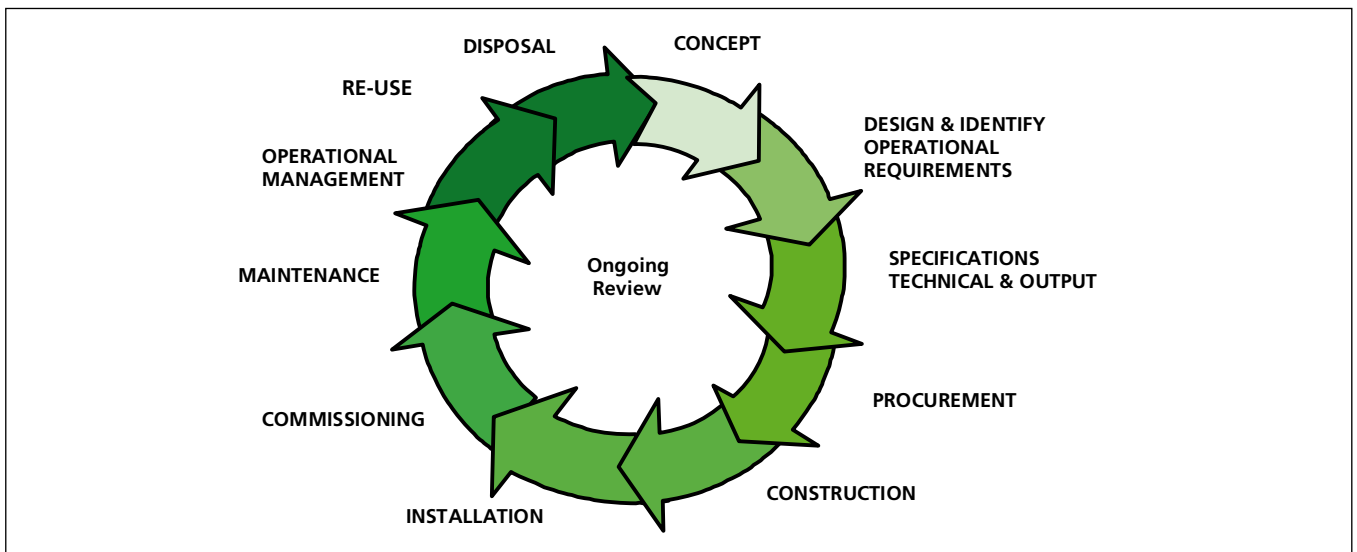 CONCEPT
DESIGN & IDENTIFY
OPERATIONAL
REQUIREMENTS
SPECIFICATIONS
TECHNICAL & OUTPUT
PROCUREMENT
CONSTRUCTION
INSTALLATION
COMMISSIONING
MAINTENANCE
OPERATIONAL
MANAGEMENT
RE-USE
DISPOSAL
Ongoing
Review